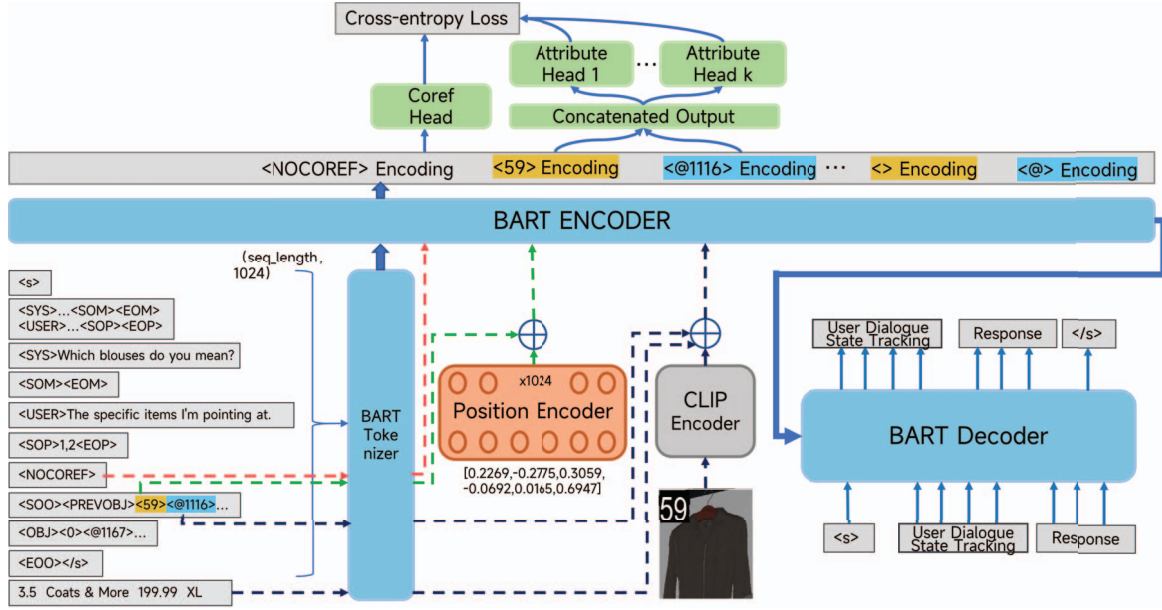 Cross-entropy Loss
Attribute
Head 1
...
Attribute
Head k
Coref
Head
Concatenated Output
<NOCOREF> Encoding
<59> Encoding
<@1116> Encoding
...
<> Encoding
<@> Encoding
BART ENCODER
(seq_length,
1024)
<s>
<SYS>...<SOM><EOM>
<USER>...<SOP><EOP>
<SYS>Which blouses do you mean?
<SOM><EOM>
<USER>The specific items I'm pointing at.
<SOP>1,2<EOP>
<NOCOREF>
<SOO><PREVOBJ><59><@1116>...
<OBJ><0><@1167>...
<EOO></s>
3.5 Coats & More 199.99 XL
BART
Toke
nizer
x1024
Position Encoder
[0.2269,-0.2775,0.3059,
-0.0692,0.0165,0.6947]
CLIP
Encoder
59
User Dialogue
State Tracking
Response
</s>
BART Decoder
<s>
User Dialogue
State Tracking
Response